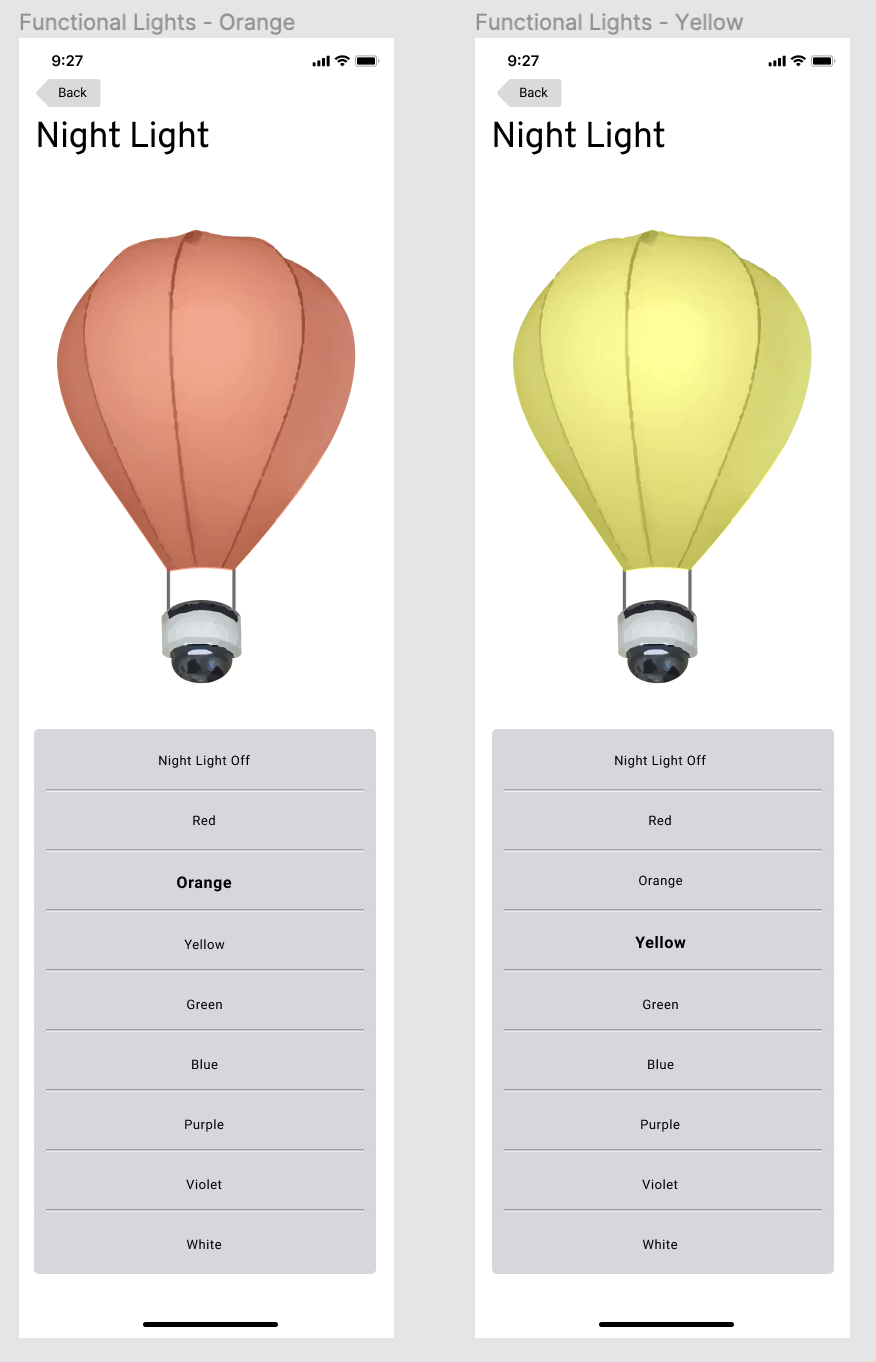 Functional Lights - Orange
9:27
Back
Night Light
Night Light Off
Red
Orange
Yellow
Green
Blue
Purple
Violet
White
Functional Lights - Yellow
9:27
Back
Night Light
Night Light Off
Red
Orange
Yellow
Green
Blue
Purple
Violet
White